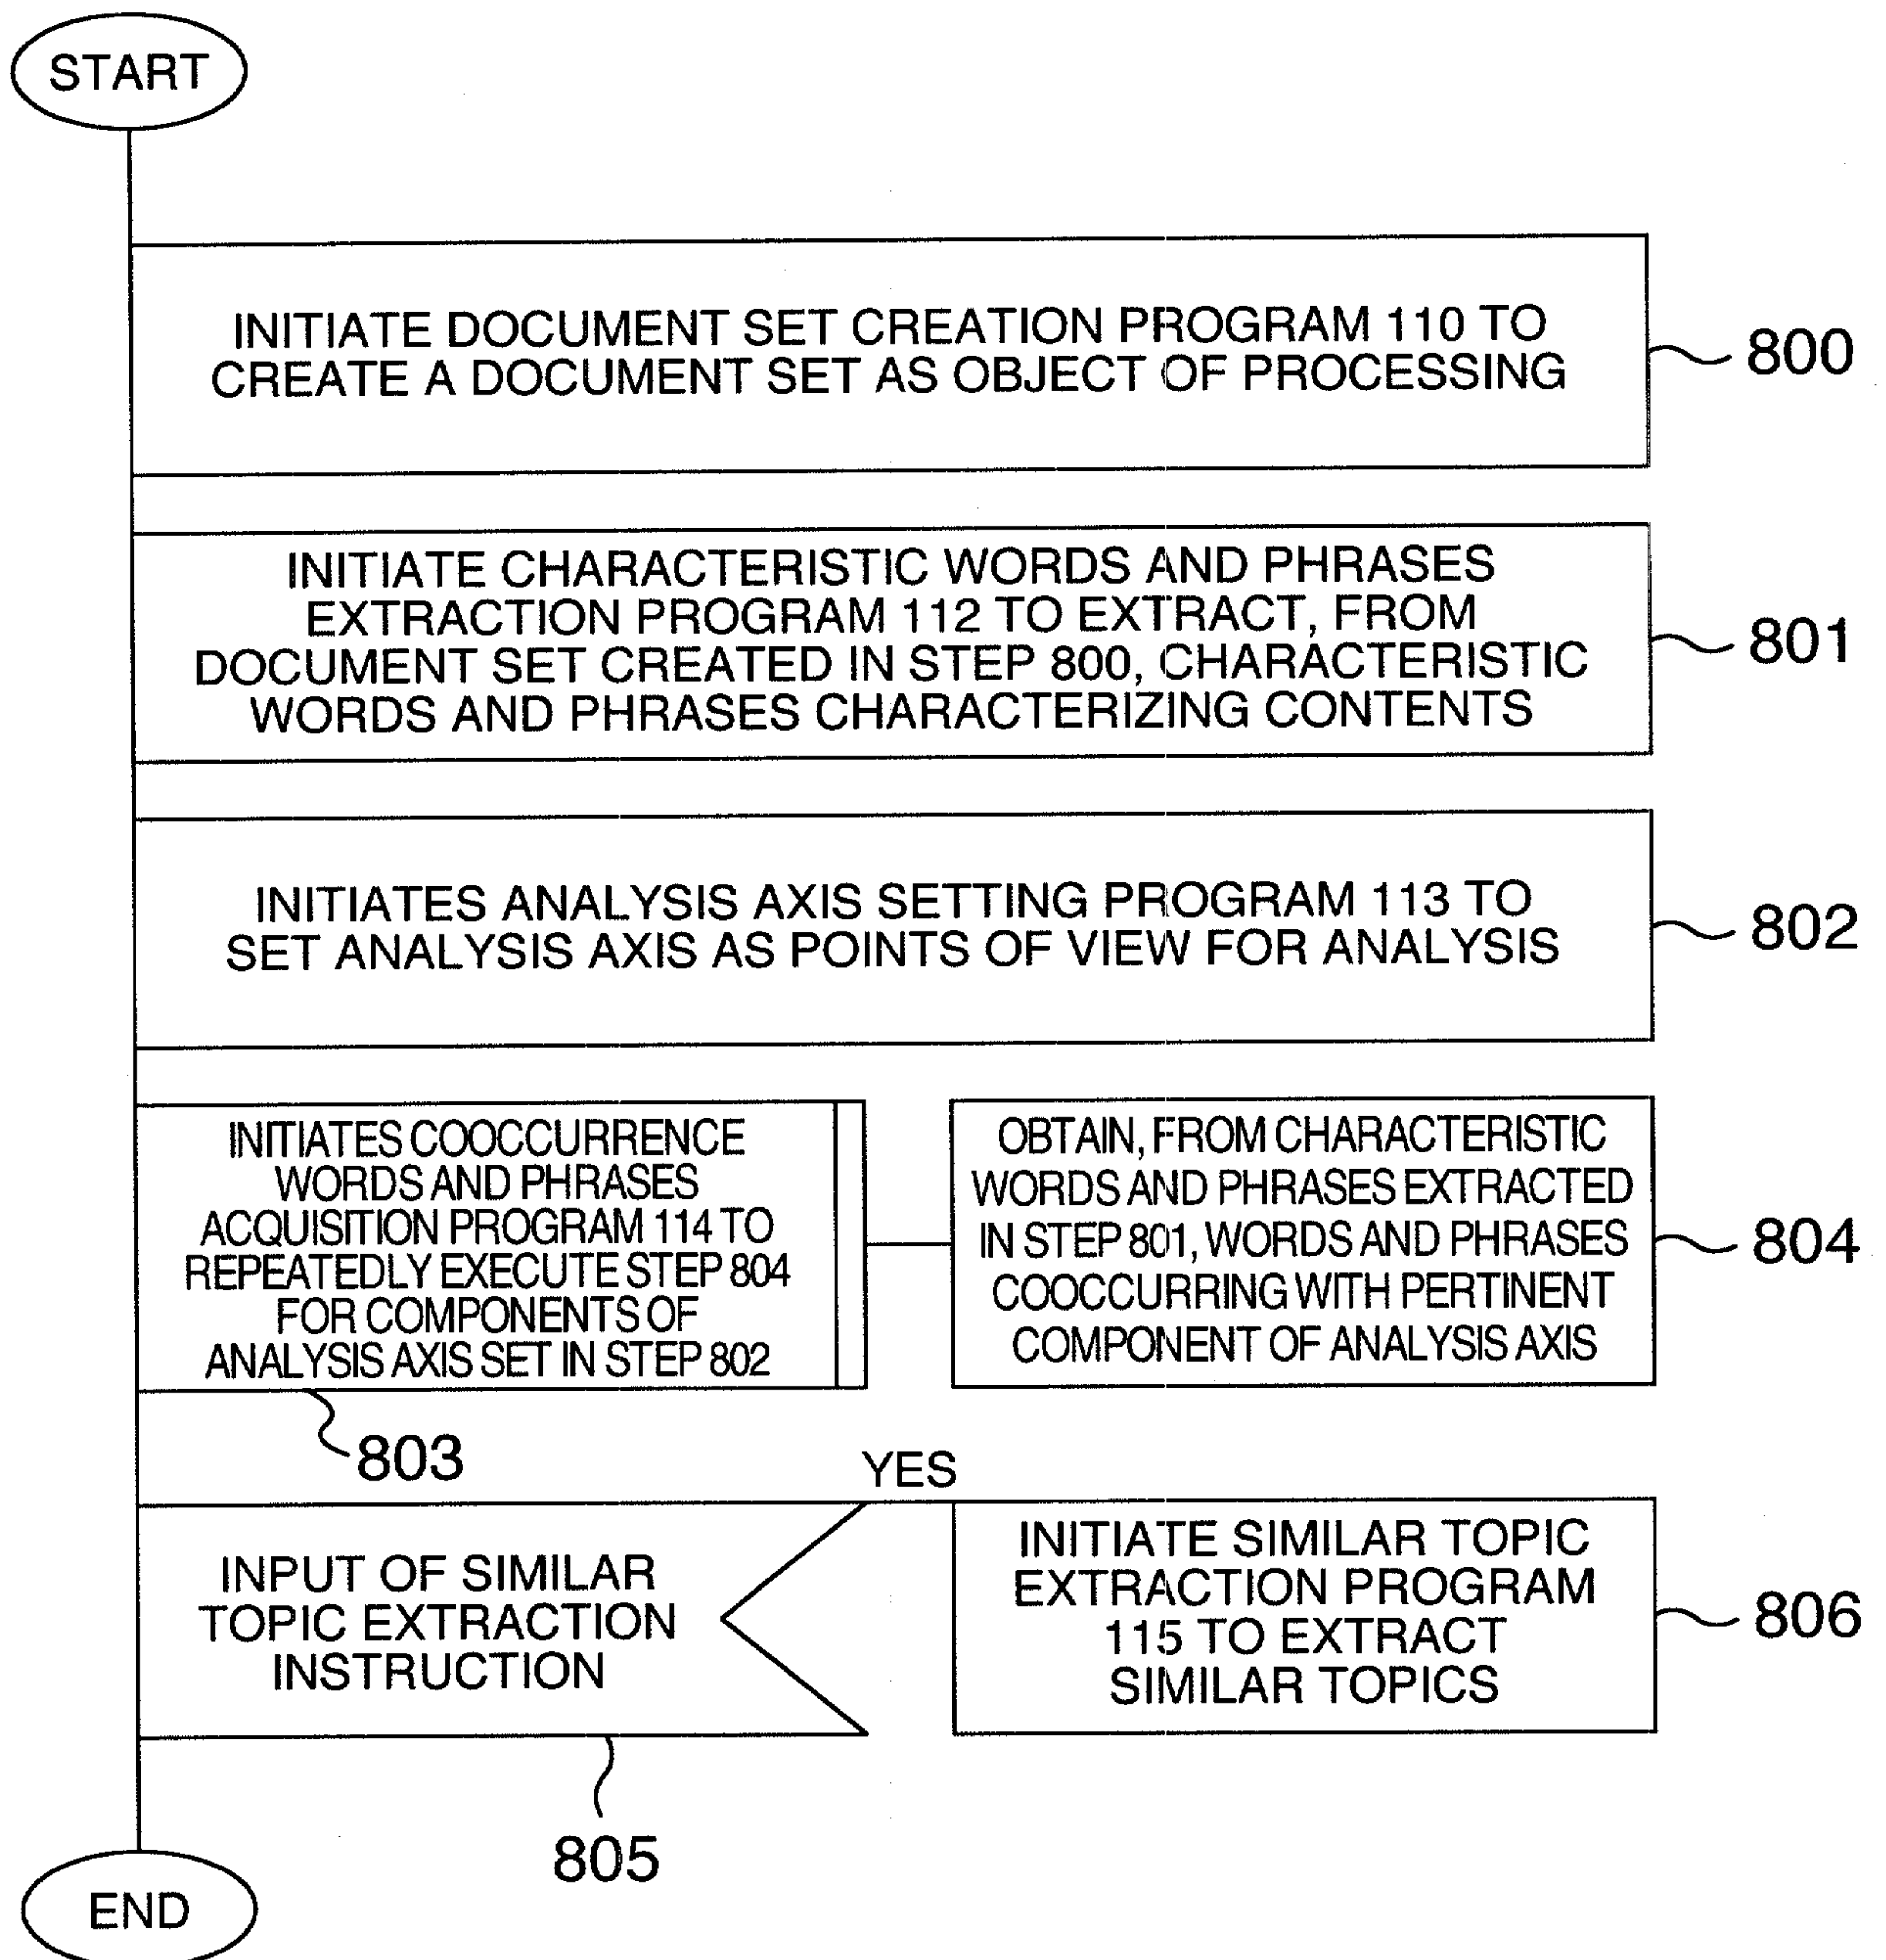 START
INITIATE DOCUMENT SET CREATION PROGRAM 110 TO
CREATE A DOCUMENT SET AS OBJECT OF PROCESSING
800
INITIATE CHARACTERISTIC WORDS AND PHRASES
EXTRACTION PROGRAM 112 TO EXTRACT, FROM
DOCUMENT SET CREATED IN STEP 800, CHARACTERISTIC
WORDS AND PHRASES CHARACTERIZING CONTENTS
801
INITIATES ANALYSIS AXIS SETTING PROGRAM 113 TO
SET ANALYSIS AXIS AS POINTS OF VIEW FOR ANALYSIS
802
INITIATES COOCCURRENCE
WORDS AND PHRASES
ACQUISITION PROGRAM 114 TO
REPEATEDLY EXECUTE STEP 804
FOR COMPONENTS OF
ANALYSIS AXIS SET IN STEP 802
803
OBTAIN, FROM CHARACTERISTIC
WORDS AND PHRASES EXTRACTED
IN STEP 801, WORDS AND PHRASES
COOCCURRING WITH PERTINENT
COMPONENT OF ANALYSIS AXIS
804
INPUT OF SIMILAR
TOPIC EXTRACTION
INSTRUCTION
805
YES
INITIATE SIMILAR TOPIC
EXTRACTION PROGRAM
115 TO EXTRACT
SIMILAR TOPICS
806
END